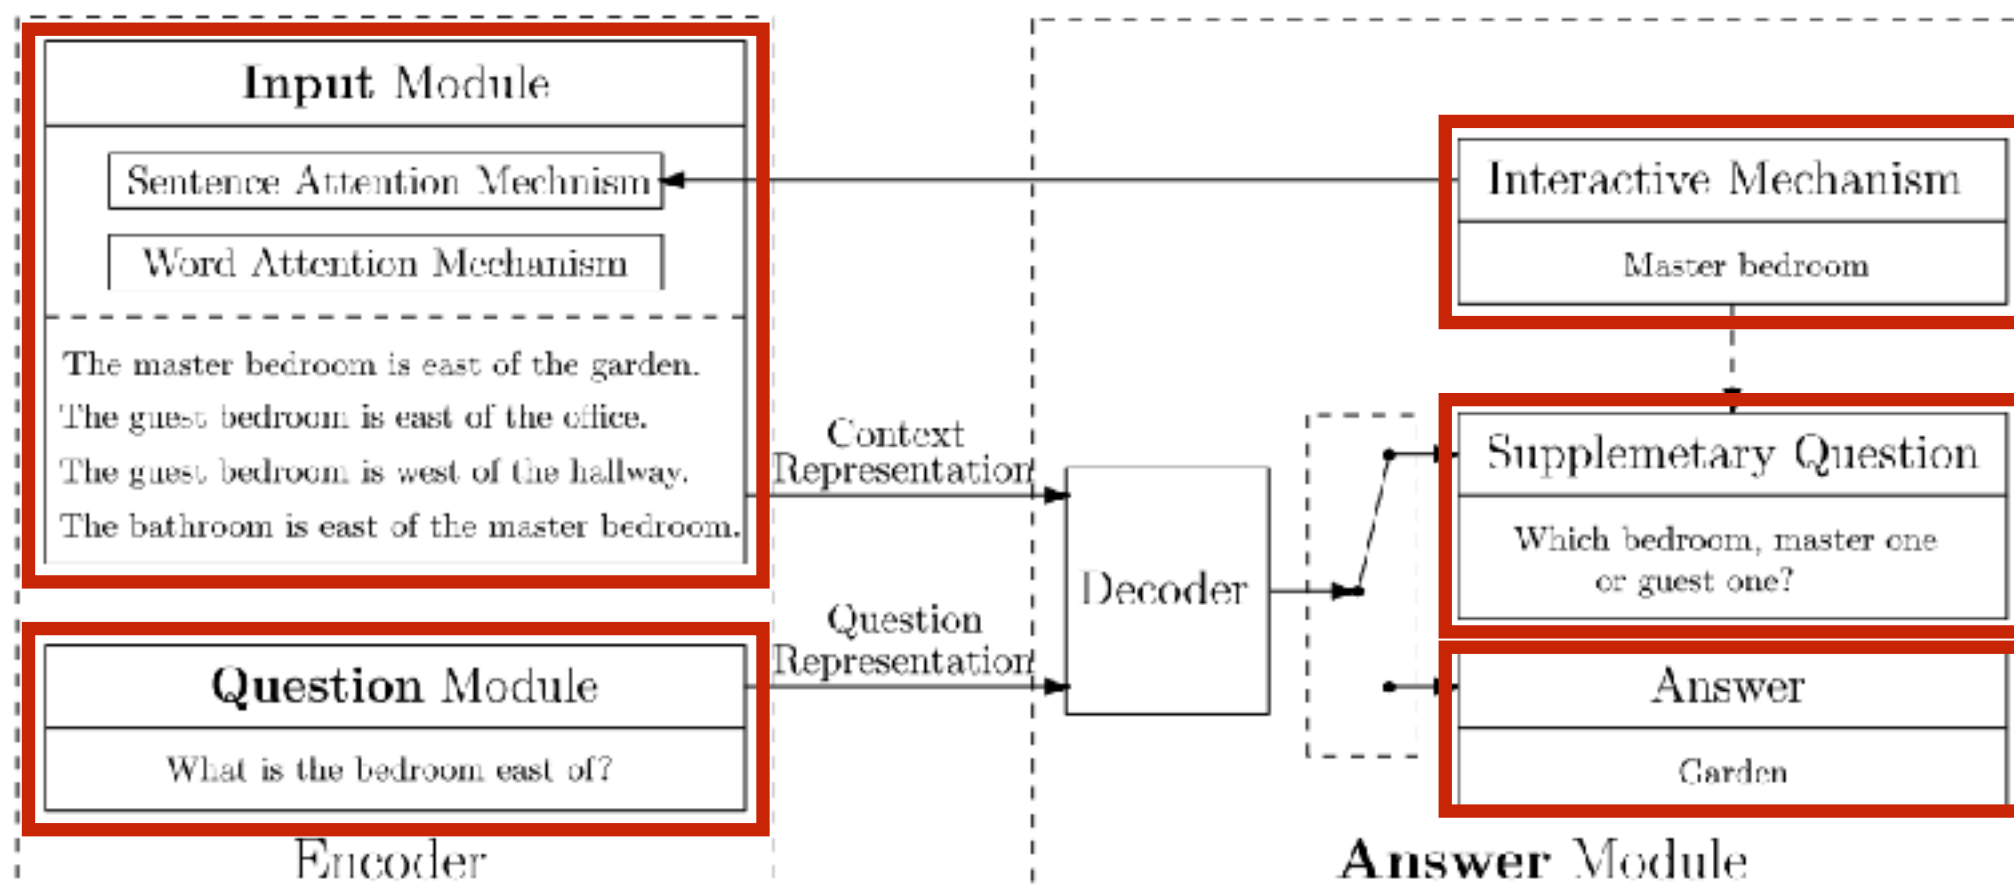 Input Module
Sentence Attention Mechnism
Word Attention Mechanism
The master bedroom is east of the garden.
The guest bedroom is east of the office.
The guest bedroom is west of the hallway.
The bathroom is east of the master bedroom.
Question Module
What is the bedroom east of?
Encoder
Context
Representation
Question
Representation
Decoder
Interactive Mechanism
Master bedroom
Supplemetary Question
Which bedroom, master one
or guest one?
Answer
Garden
Answer Module